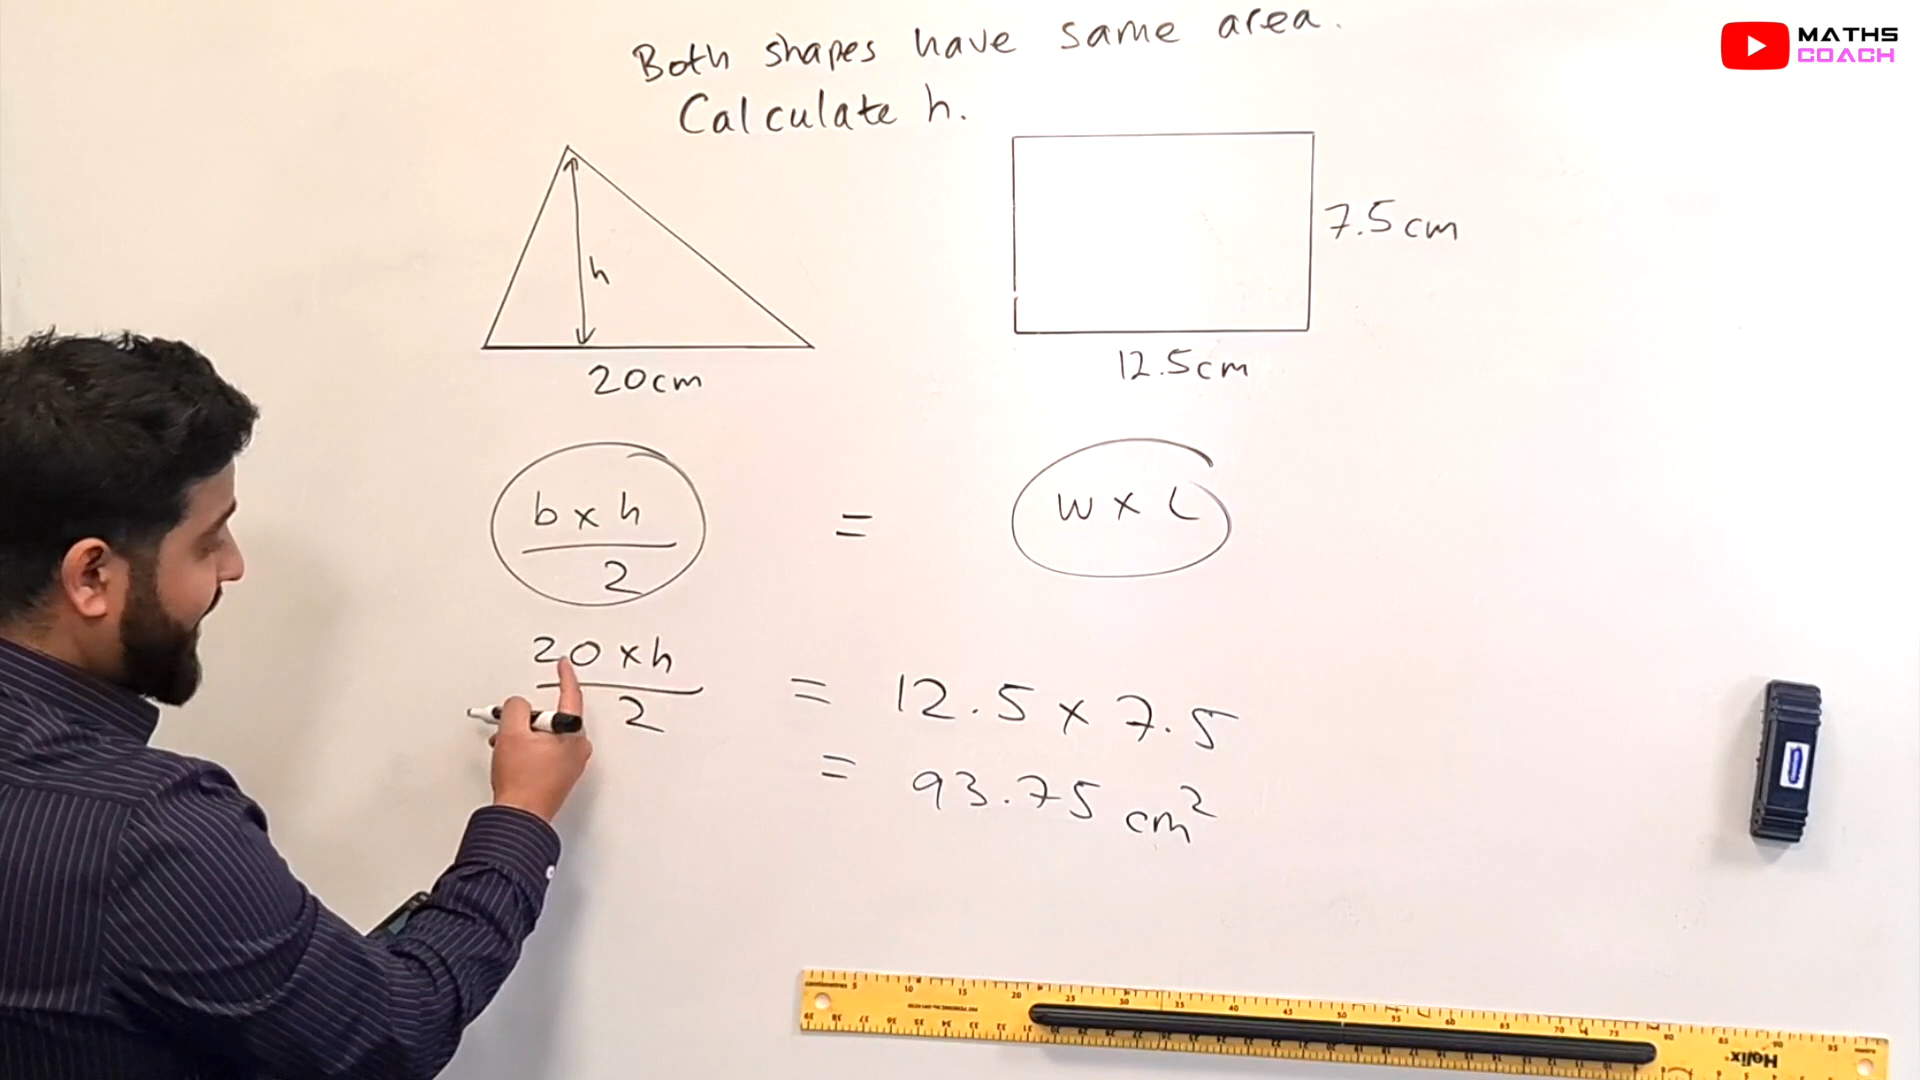 Both shapes have same area.
Calculate h.
MATHS
COACH
h
20cm
7.5cm
12.5cm
b x h
2
=
w x L
20 x h
2
= 12.5 x 7.5
= 93.75 cm²
Helix